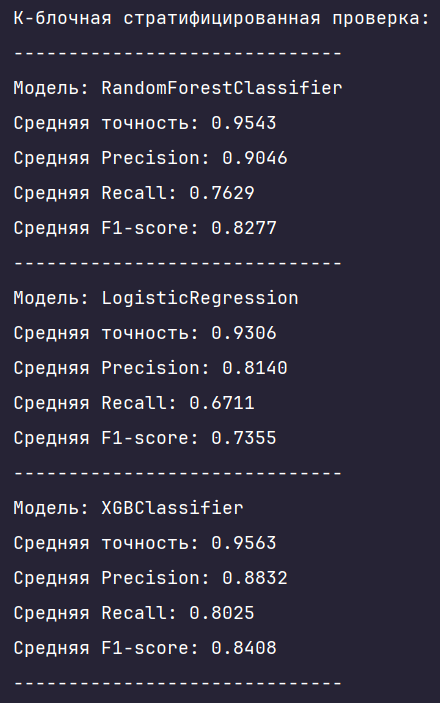 К-блочная стратифицированная проверка:
------------------------------
Модель: RandomForestClassifier
Средняя точность: 0.9543
Средняя Precision: 0.9046
Средняя Recall: 0.7629
Средняя F1-score: 0.8277
------------------------------
Модель: LogisticRegression
Средняя точность: 0.9306
Средняя Precision: 0.8140
Средняя Recall: 0.6711
Средняя F1-score: 0.7355
------------------------------
Модель: XGBClassifier
Средняя точность: 0.9563
Средняя Precision: 0.8832
Средняя Recall: 0.8025
Средняя F1-score: 0.8408
------------------------------